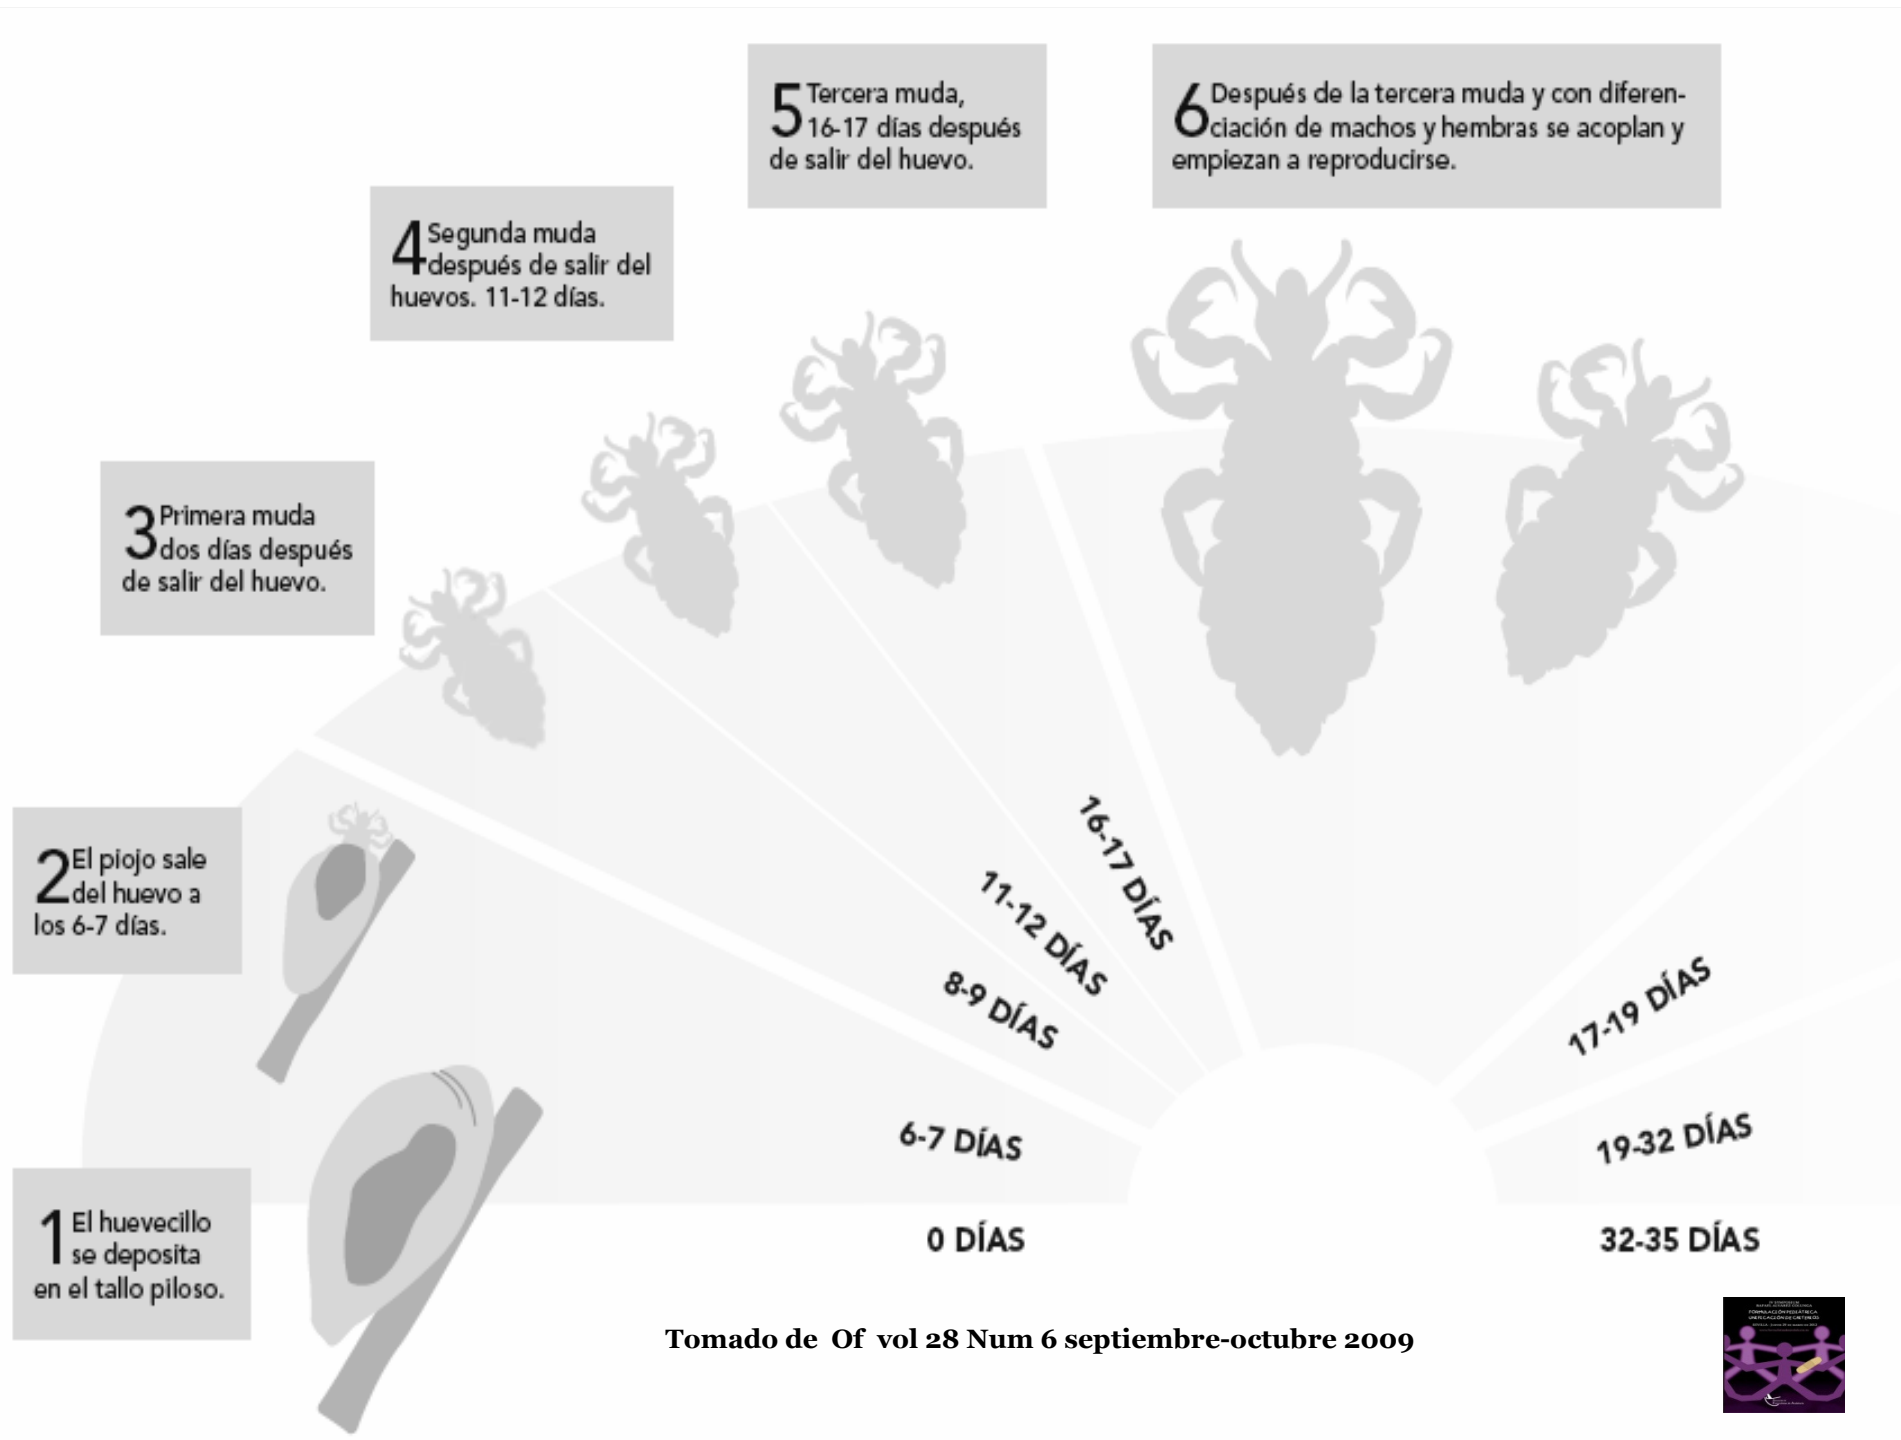 5 Tercera muda,
16-17 días después
de salir del huevo.
6 Después de la tercera muda y con diferen-
ciación de machos y hembras se acoplan y
empiezan a reproducirse.
4 Segunda muda
después de salir del
huevos. 11-12 días.
3 Primera muda
dos días después
de salir del huevo.
2 El piojo sale
del huevo a
los 6-7 días.
1 El huevecillo
se deposita
en el tallo piloso.
0 DÍAS
6-7 DÍAS
8-9 DÍAS
11-12 DÍAS
16-17 DÍAS
17-19 DÍAS
19-32 DÍAS
32-35 DÍAS
Tomado de Of vol 28 Num 6 septiembre-octubre 2009
FORMULACIÓN PEDIÁTRICA
UNIFICACIÓN DE CRITERIOS